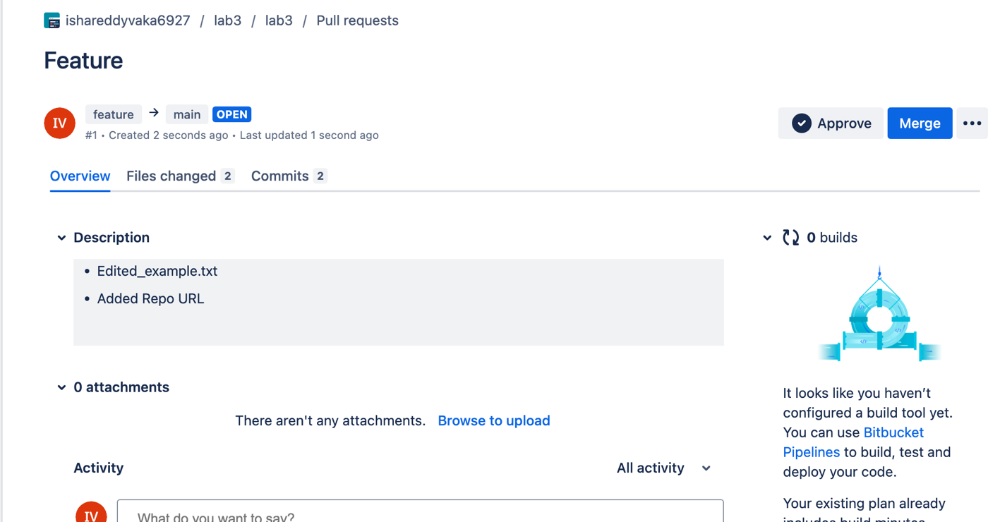 ishareddyvaka6927 / lab3 / lab3 / Pull requests
Feature
IV
feature → main OPEN
#1 • Created 2 seconds ago • Last updated 1 second ago
Approve
Merge
Overview
Files changed 2
Commits 2
Description
• Edited_example.txt
• Added Repo URL
0 attachments
There aren't any attachments. Browse to upload
Activity
All activity
IV
What do you want to say?
0 builds
It looks like you haven’t
configured a build tool yet.
You can use Bitbucket
Pipelines to build, test and
deploy your code.
Your existing plan already
includes build minutes